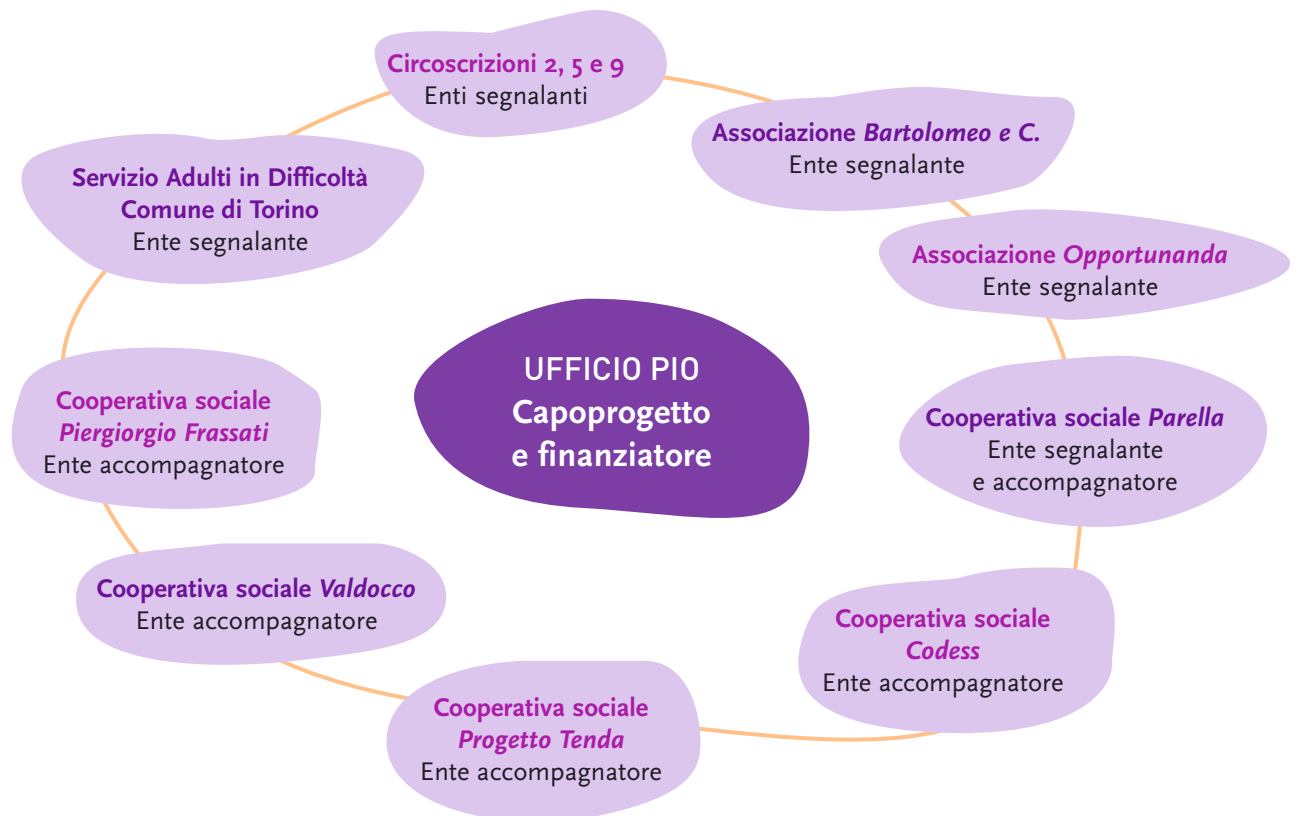 Circoscrizioni 2, 5 e 9
Enti segnalanti
Associazione Bartolomeo e C.
Ente segnalante
Servizio Adulti in Difficoltà
Comune di Torino
Ente segnalante
Associazione Opportunanda
Ente segnalante
UFFICIO PIO
Capoprogetto
e finanziatore
Cooperativa sociale
Piergiorgio Frassati
Ente accompagnatore
Cooperativa sociale Parella
Ente segnalante
e accompagnatore
Cooperativa sociale Valdocco
Ente accompagnatore
Cooperativa sociale
Codess
Ente accompagnatore
Cooperativa sociale
Progetto Tenda
Ente accompagnatore